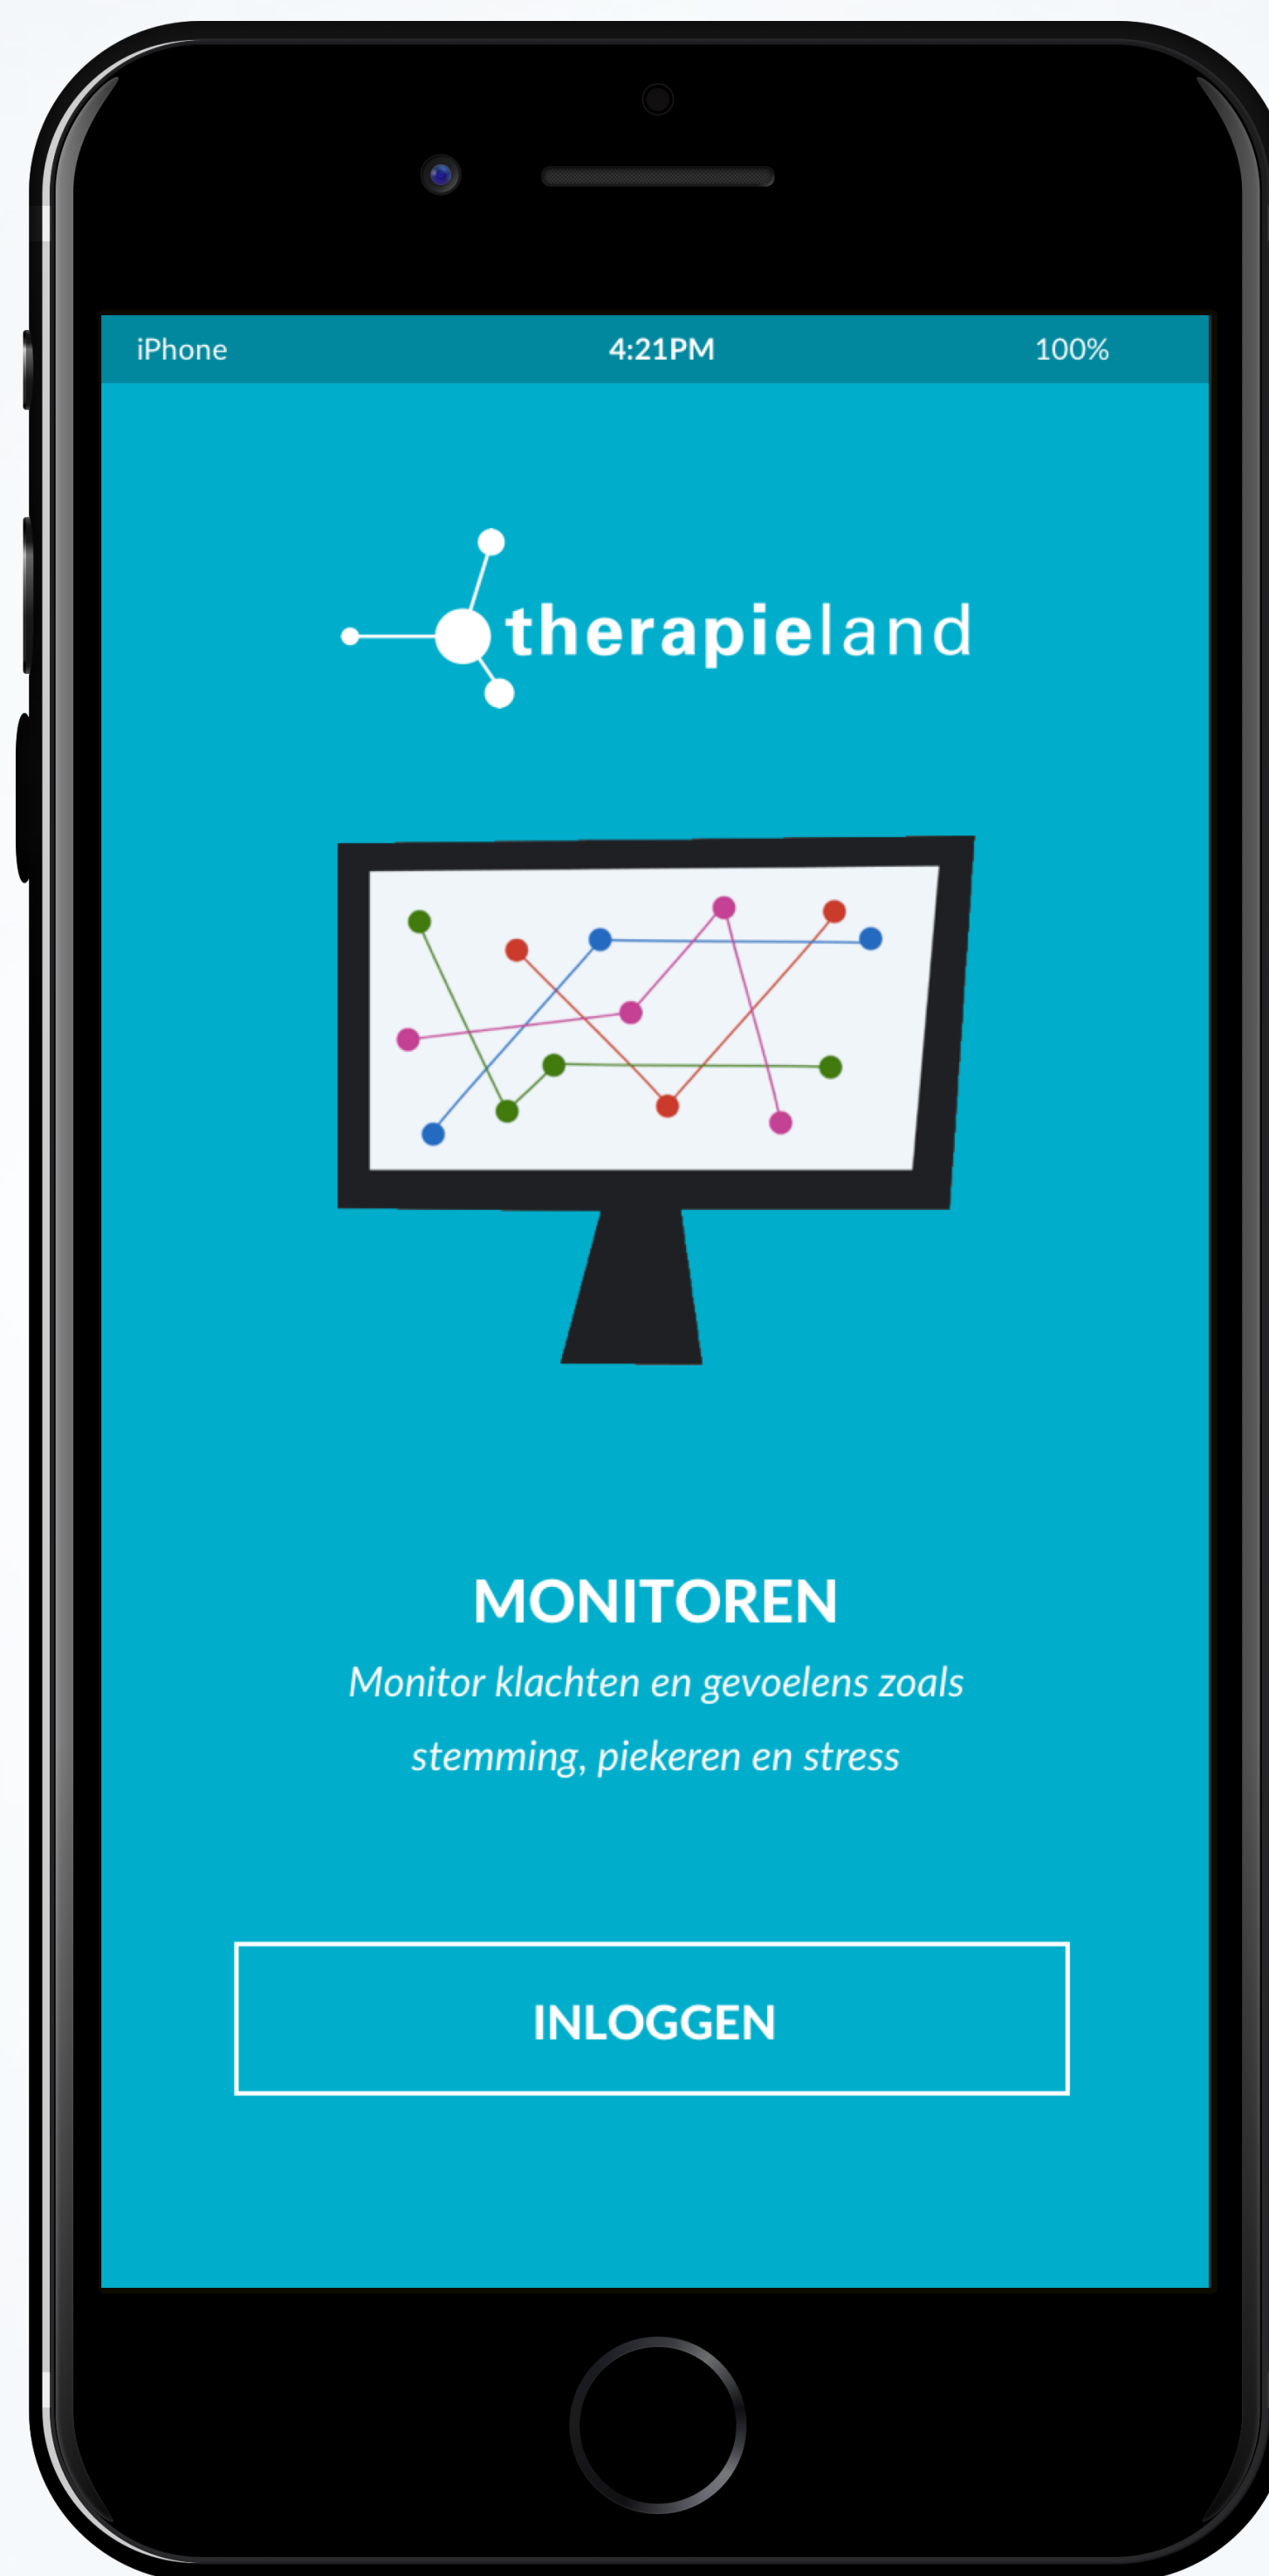 iPhone 4:21PM 100%
therapieland
MONITOREN
Monitor klachten en gevoelens zoals
stemming, piekeren en stress
INLOGGEN